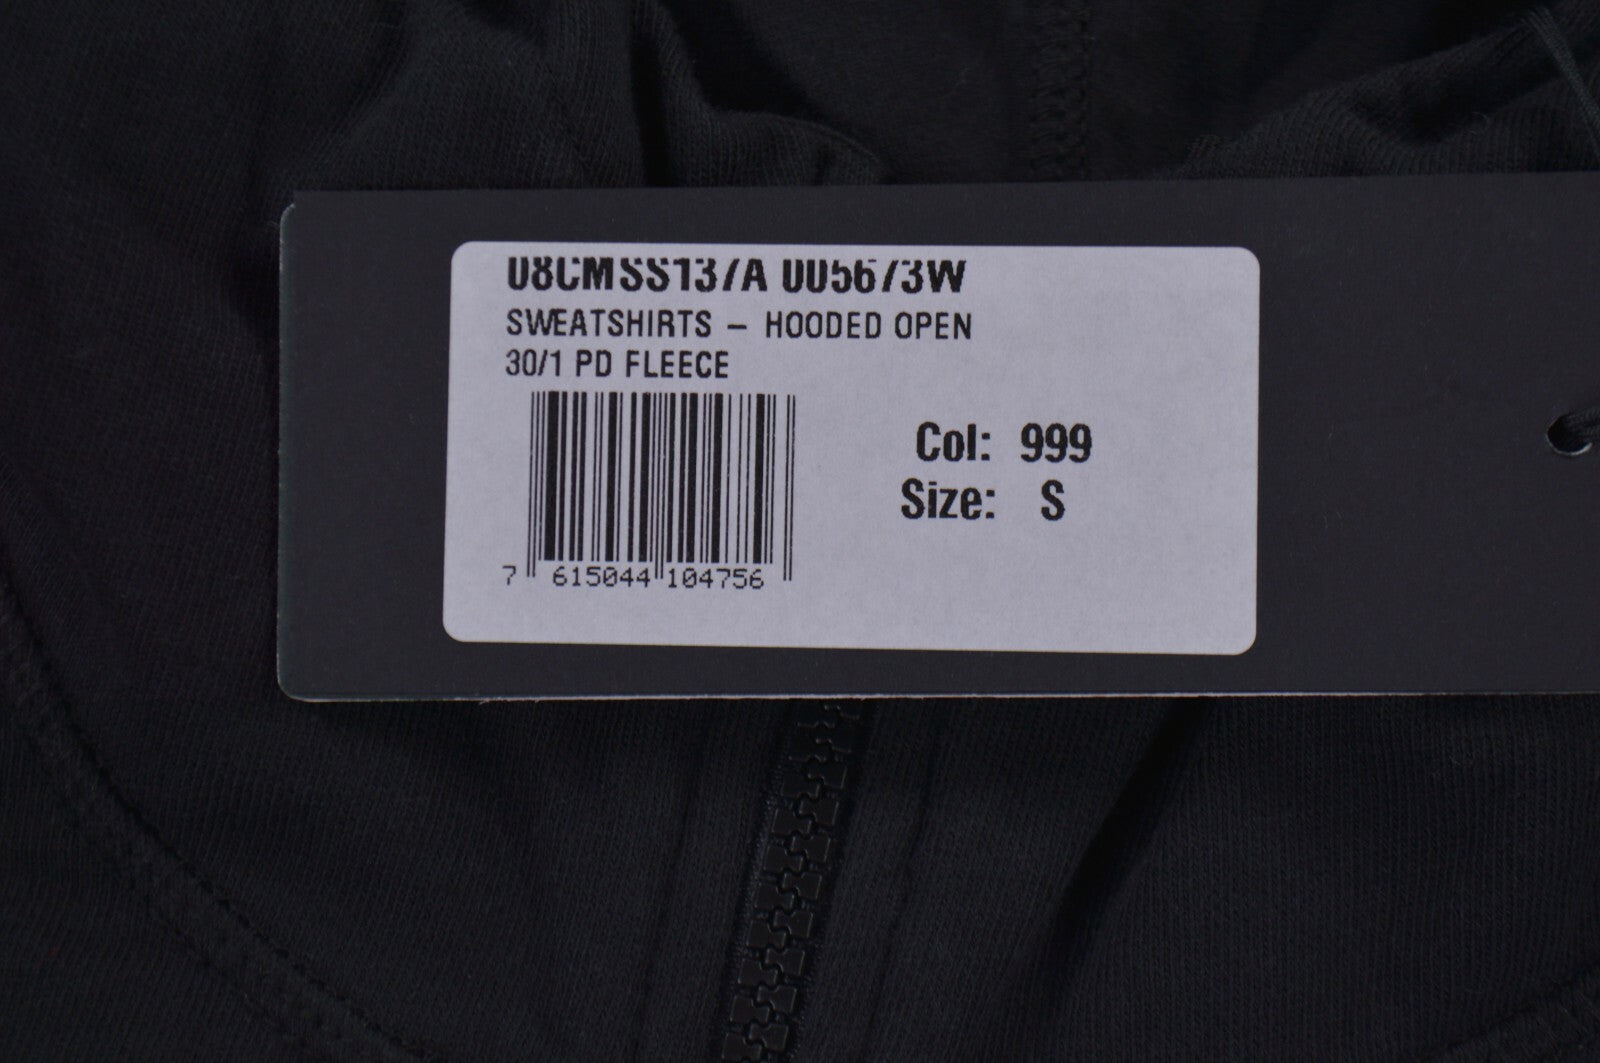 08CMSS137A 005673W
SWEATSHIRTS – HOODED OPEN
30/1 PD FLEECE
Col: 999
Size: S
7 615044 104756